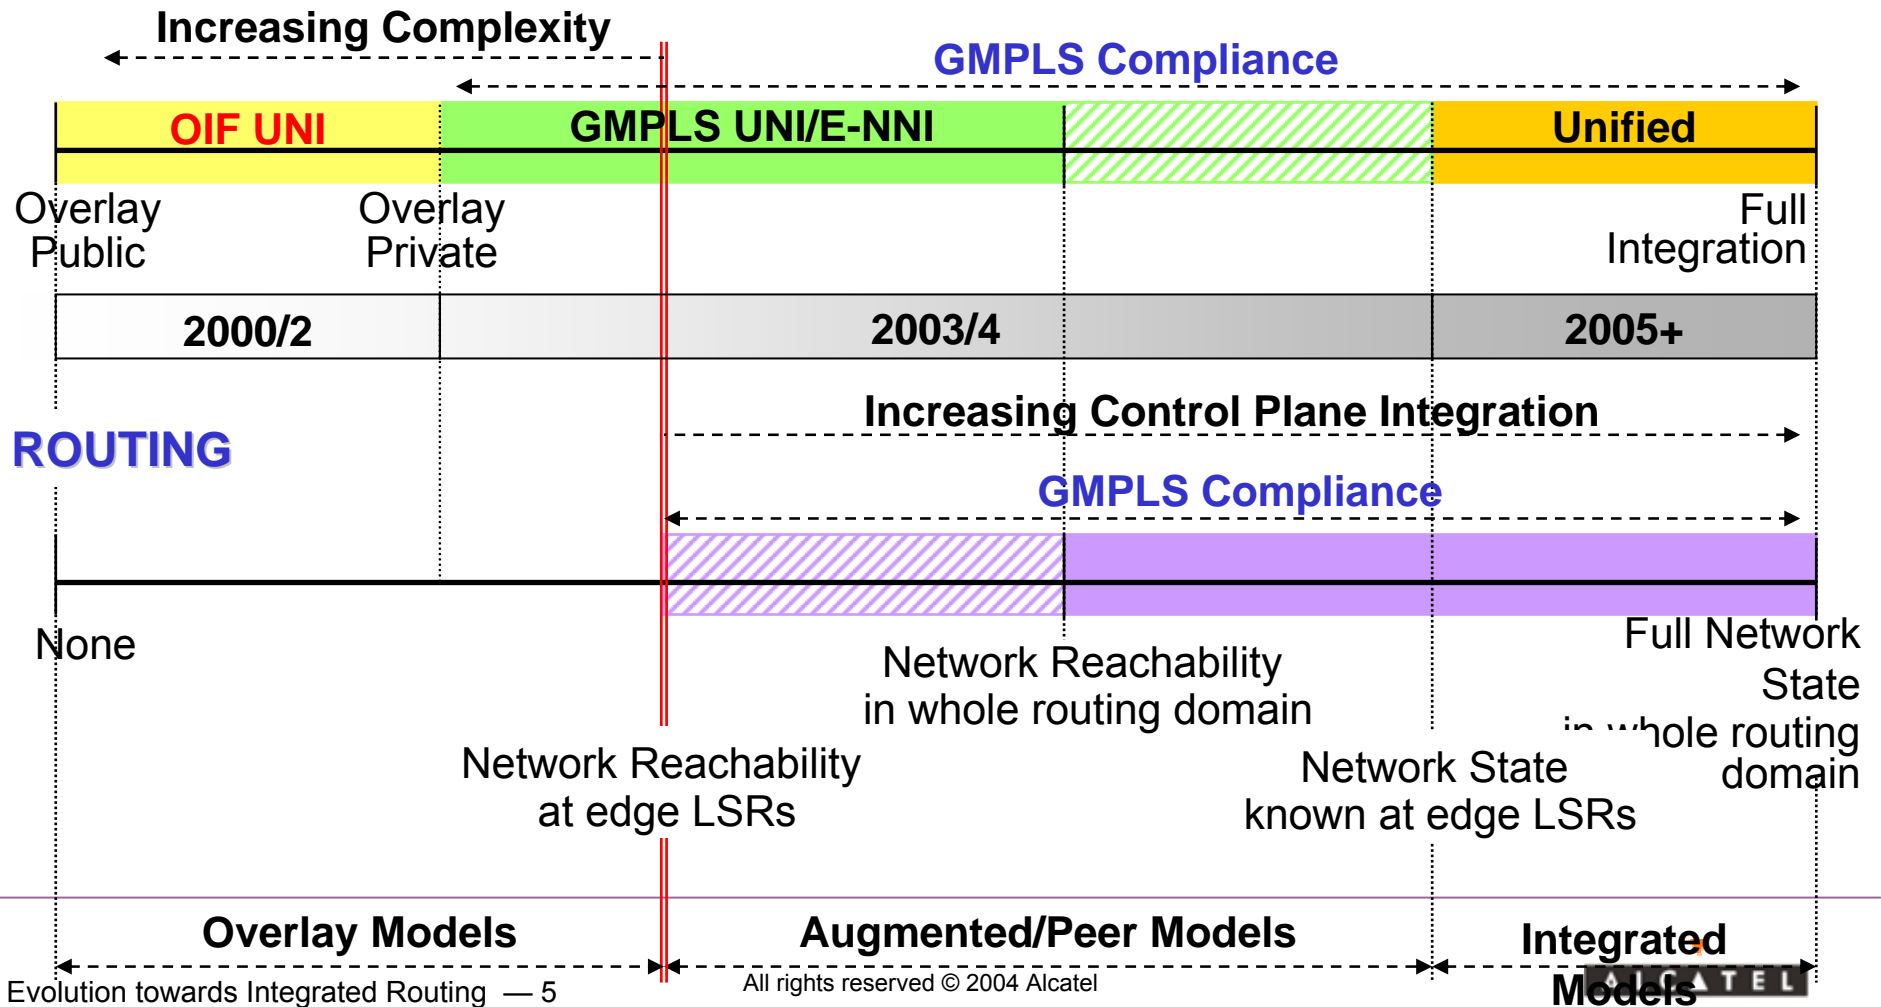 Increasing Complexity
GMPLS Compliance
OIF UNI
GMPLS UNI/E-NNI
Unified
Overlay
Public
Overlay
Private
Full
Integration
2000/2
2003/4
2005+
Increasing Control Plane Integration
ROUTING
GMPLS Compliance
None
Network Reachability
in whole routing domain
Full Network
State
in whole routing
domain
Network Reachability
at edge LSRs
Network State
known at edge LSRs
Overlay Models
Augmented/Peer Models
Integrated
Models
Evolution towards Integrated Routing — 5
All rights reserved © 2004 Alcatel
ALCATEL